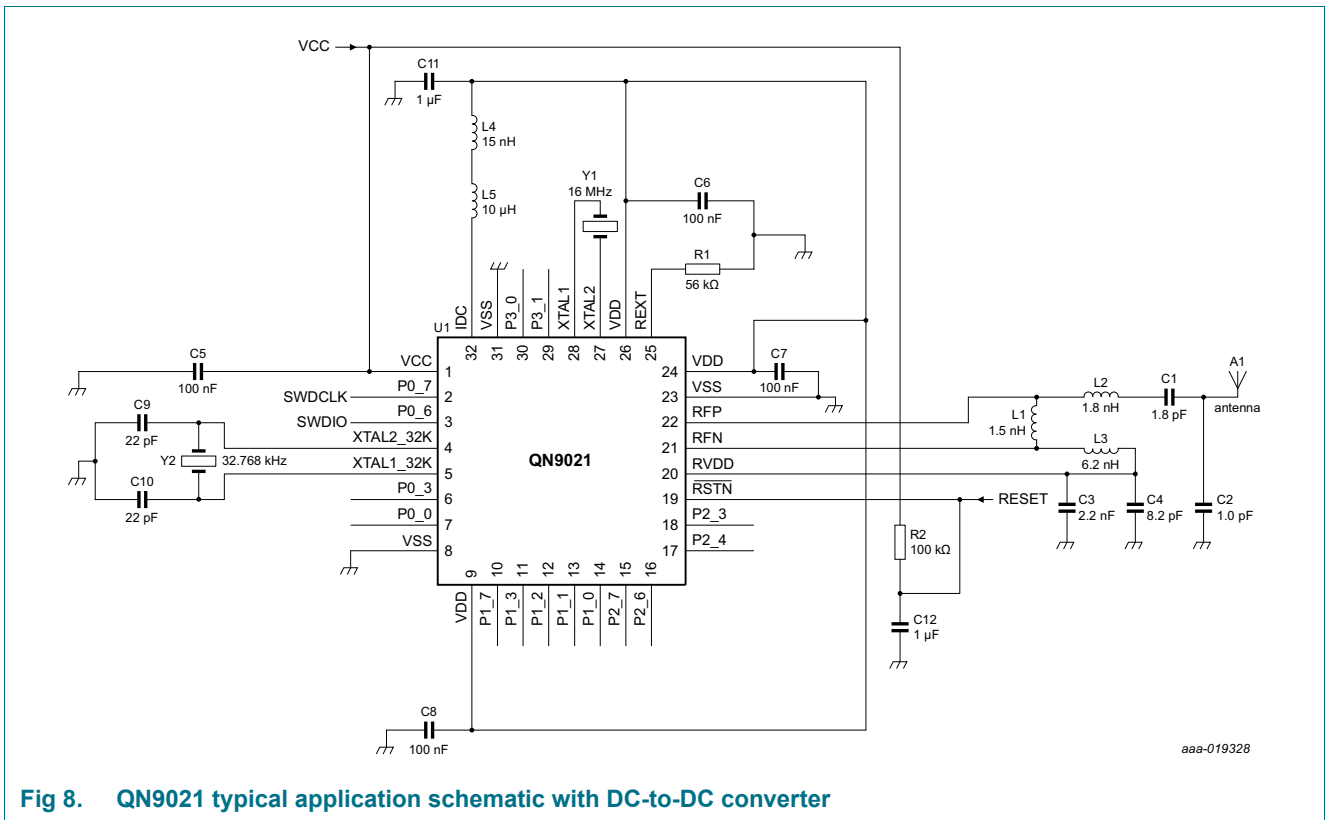 VCC
C11
1 µF
L4
15 nH
L5
10 µH
Y1
16 MHz
C6
100 nF
R1
56 kΩ
U1
IDC
VSS
P3_0
P3_1
XTAL1
XTAL2
VDD
REXT
32
31
30
29
28
27
26
25
C5
100 nF
VCC
1
SWDCLK
P0_7
2
SWDIO
P0_6
3
C9
22 pF
XTAL2_32K
4
Y2
32.768 kHz
XTAL1_32K
5
C10
22 pF
P0_3
6
P0_0
7
VSS
8
QN9021
24
VDD
C7
100 nF
23
VSS
22
RFP
21
RFN
20
RVDD
19
RSTN
RESET
18
P2_3
17
P2_4
L1
1.5 nH
L2
1.8 nH
C1
1.8 pF
A1
antenna
L3
6.2 nH
C3
2.2 nF
C4
8.2 pF
C2
1.0 pF
R2
100 kΩ
C12
1 µF
9
10
11
12
13
14
15
16
VDD
P1_7
P1_3
P1_2
P1_1
P1_0
P2_7
P2_6
C8
100 nF
aaa-019328
Fig 8. QN9021 typical application schematic with DC-to-DC converter